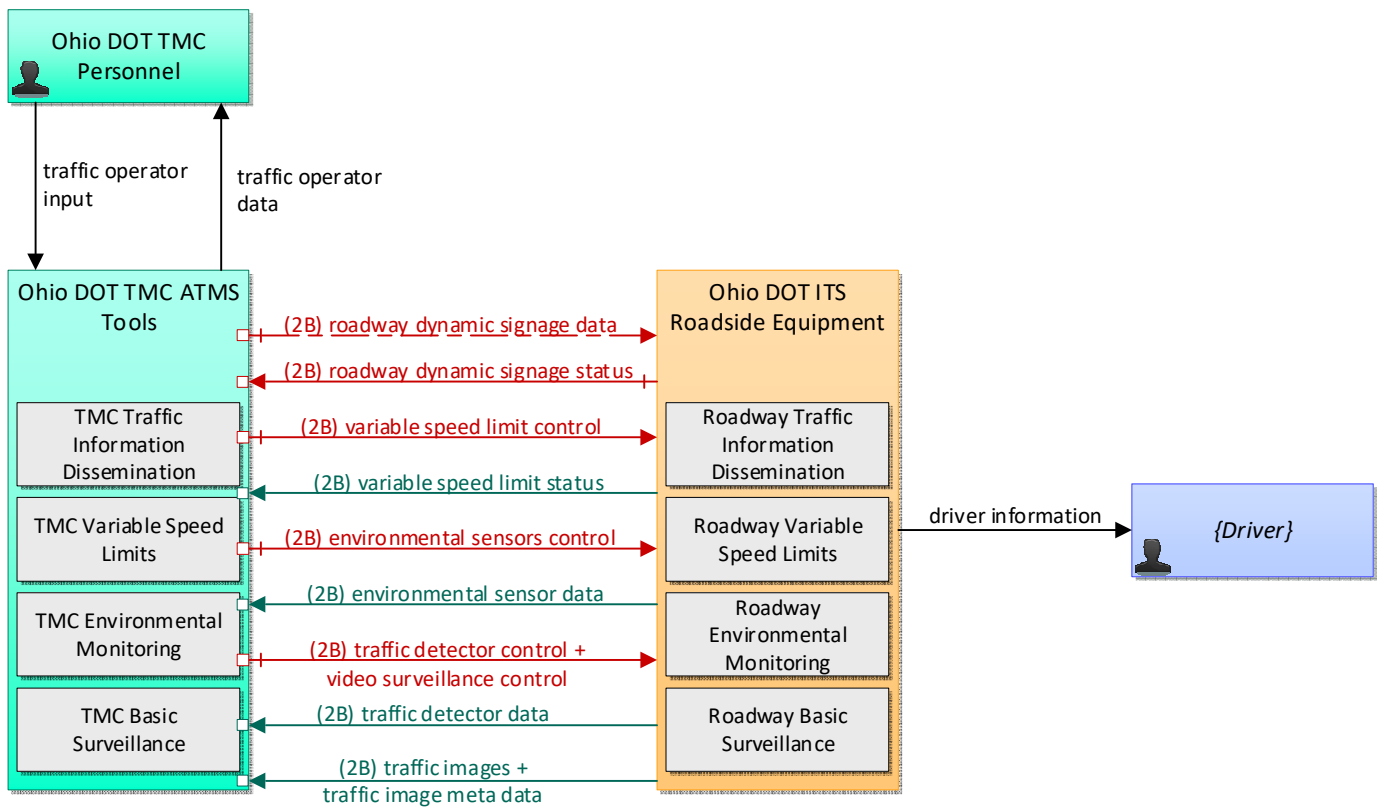 Ohio DOT TMC
Personnel
traffic operator
input
traffic operator
data
Ohio DOT TMC ATMS
Tools
(2B) roadway dynamic signage data
(2B) roadway dynamic signage status
(2B) variable speed limit control
(2B) variable speed limit status
(2B) environmental sensors control
(2B) environmental sensor data
(2B) traffic detector control +
video surveillance control
(2B) traffic detector data
(2B) traffic images +
traffic image meta data
TMC Traffic
Information
Dissemination
TMC Variable Speed
Limits
TMC Environmental
Monitoring
TMC Basic
Surveillance
Ohio DOT ITS
Roadside Equipment
Roadway Traffic
Information
Dissemination
Roadway Variable
Speed Limits
Roadway
Environmental
Monitoring
Roadway Basic
Surveillance
driver information
{Driver}